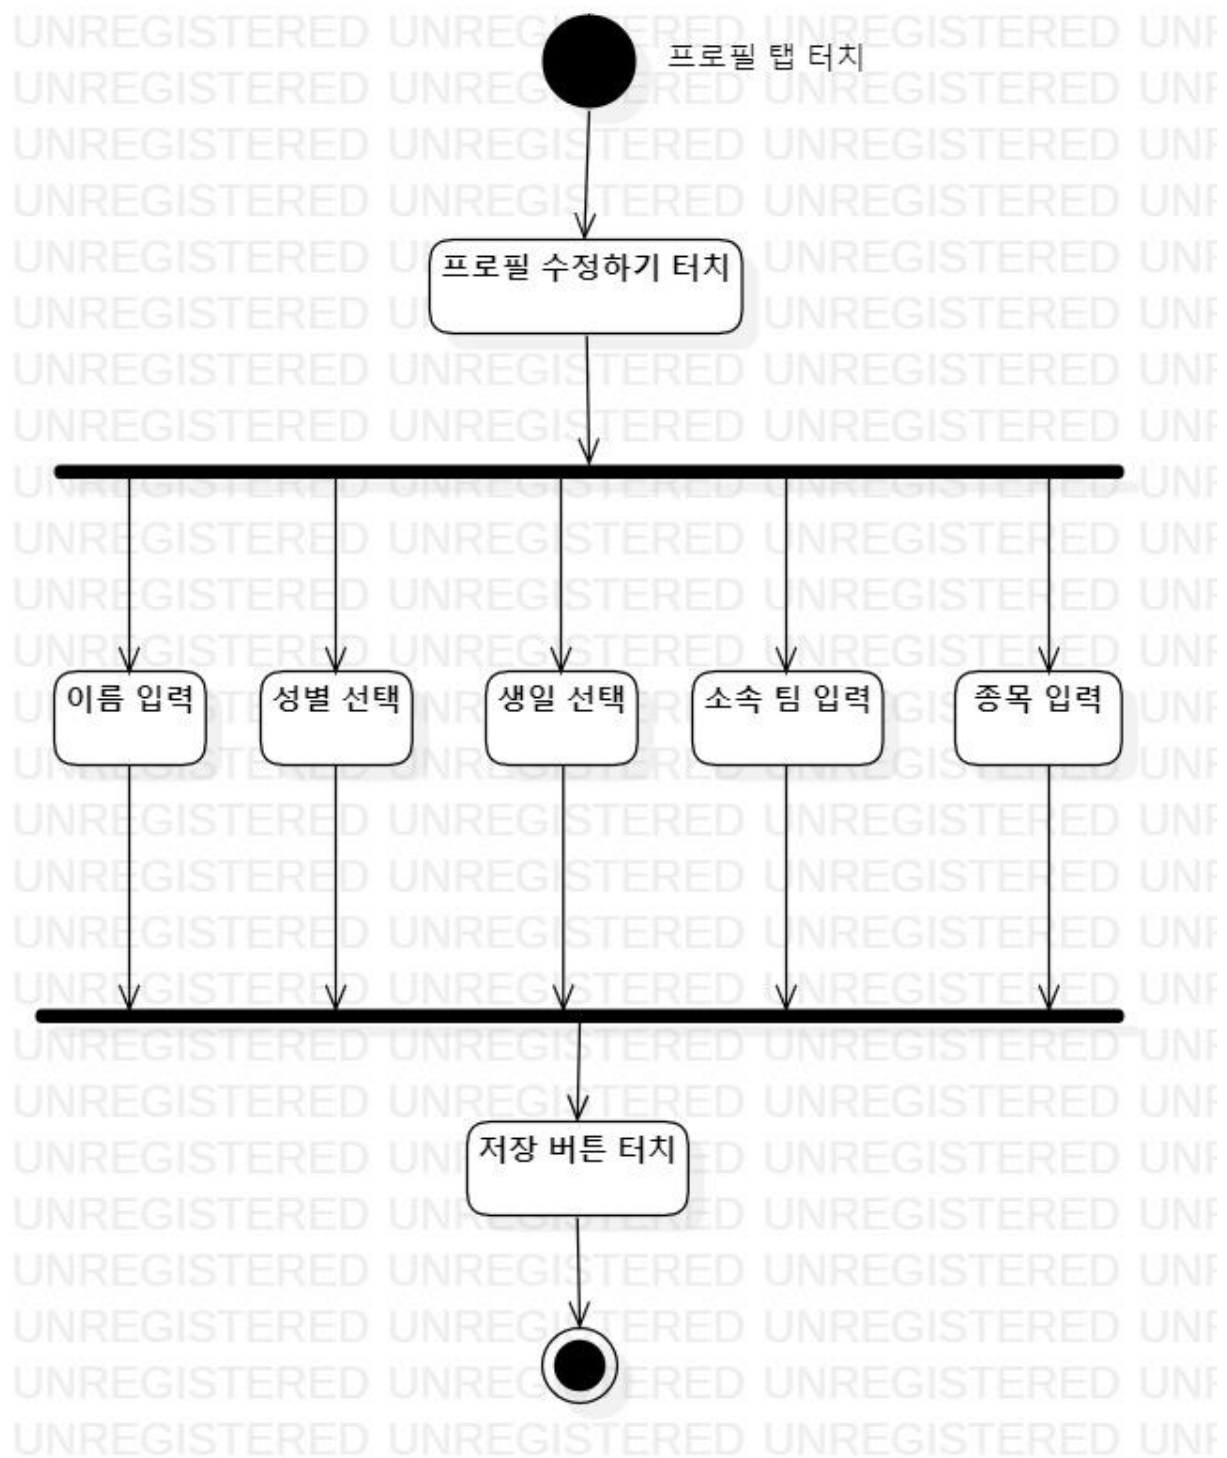 프로필 탭 터치
프로필 수정하기 터치
이름 입력
성별 선택
생일 선택
소속 팀 입력
종목 입력
저장 버튼 터치
UNREGISTERED